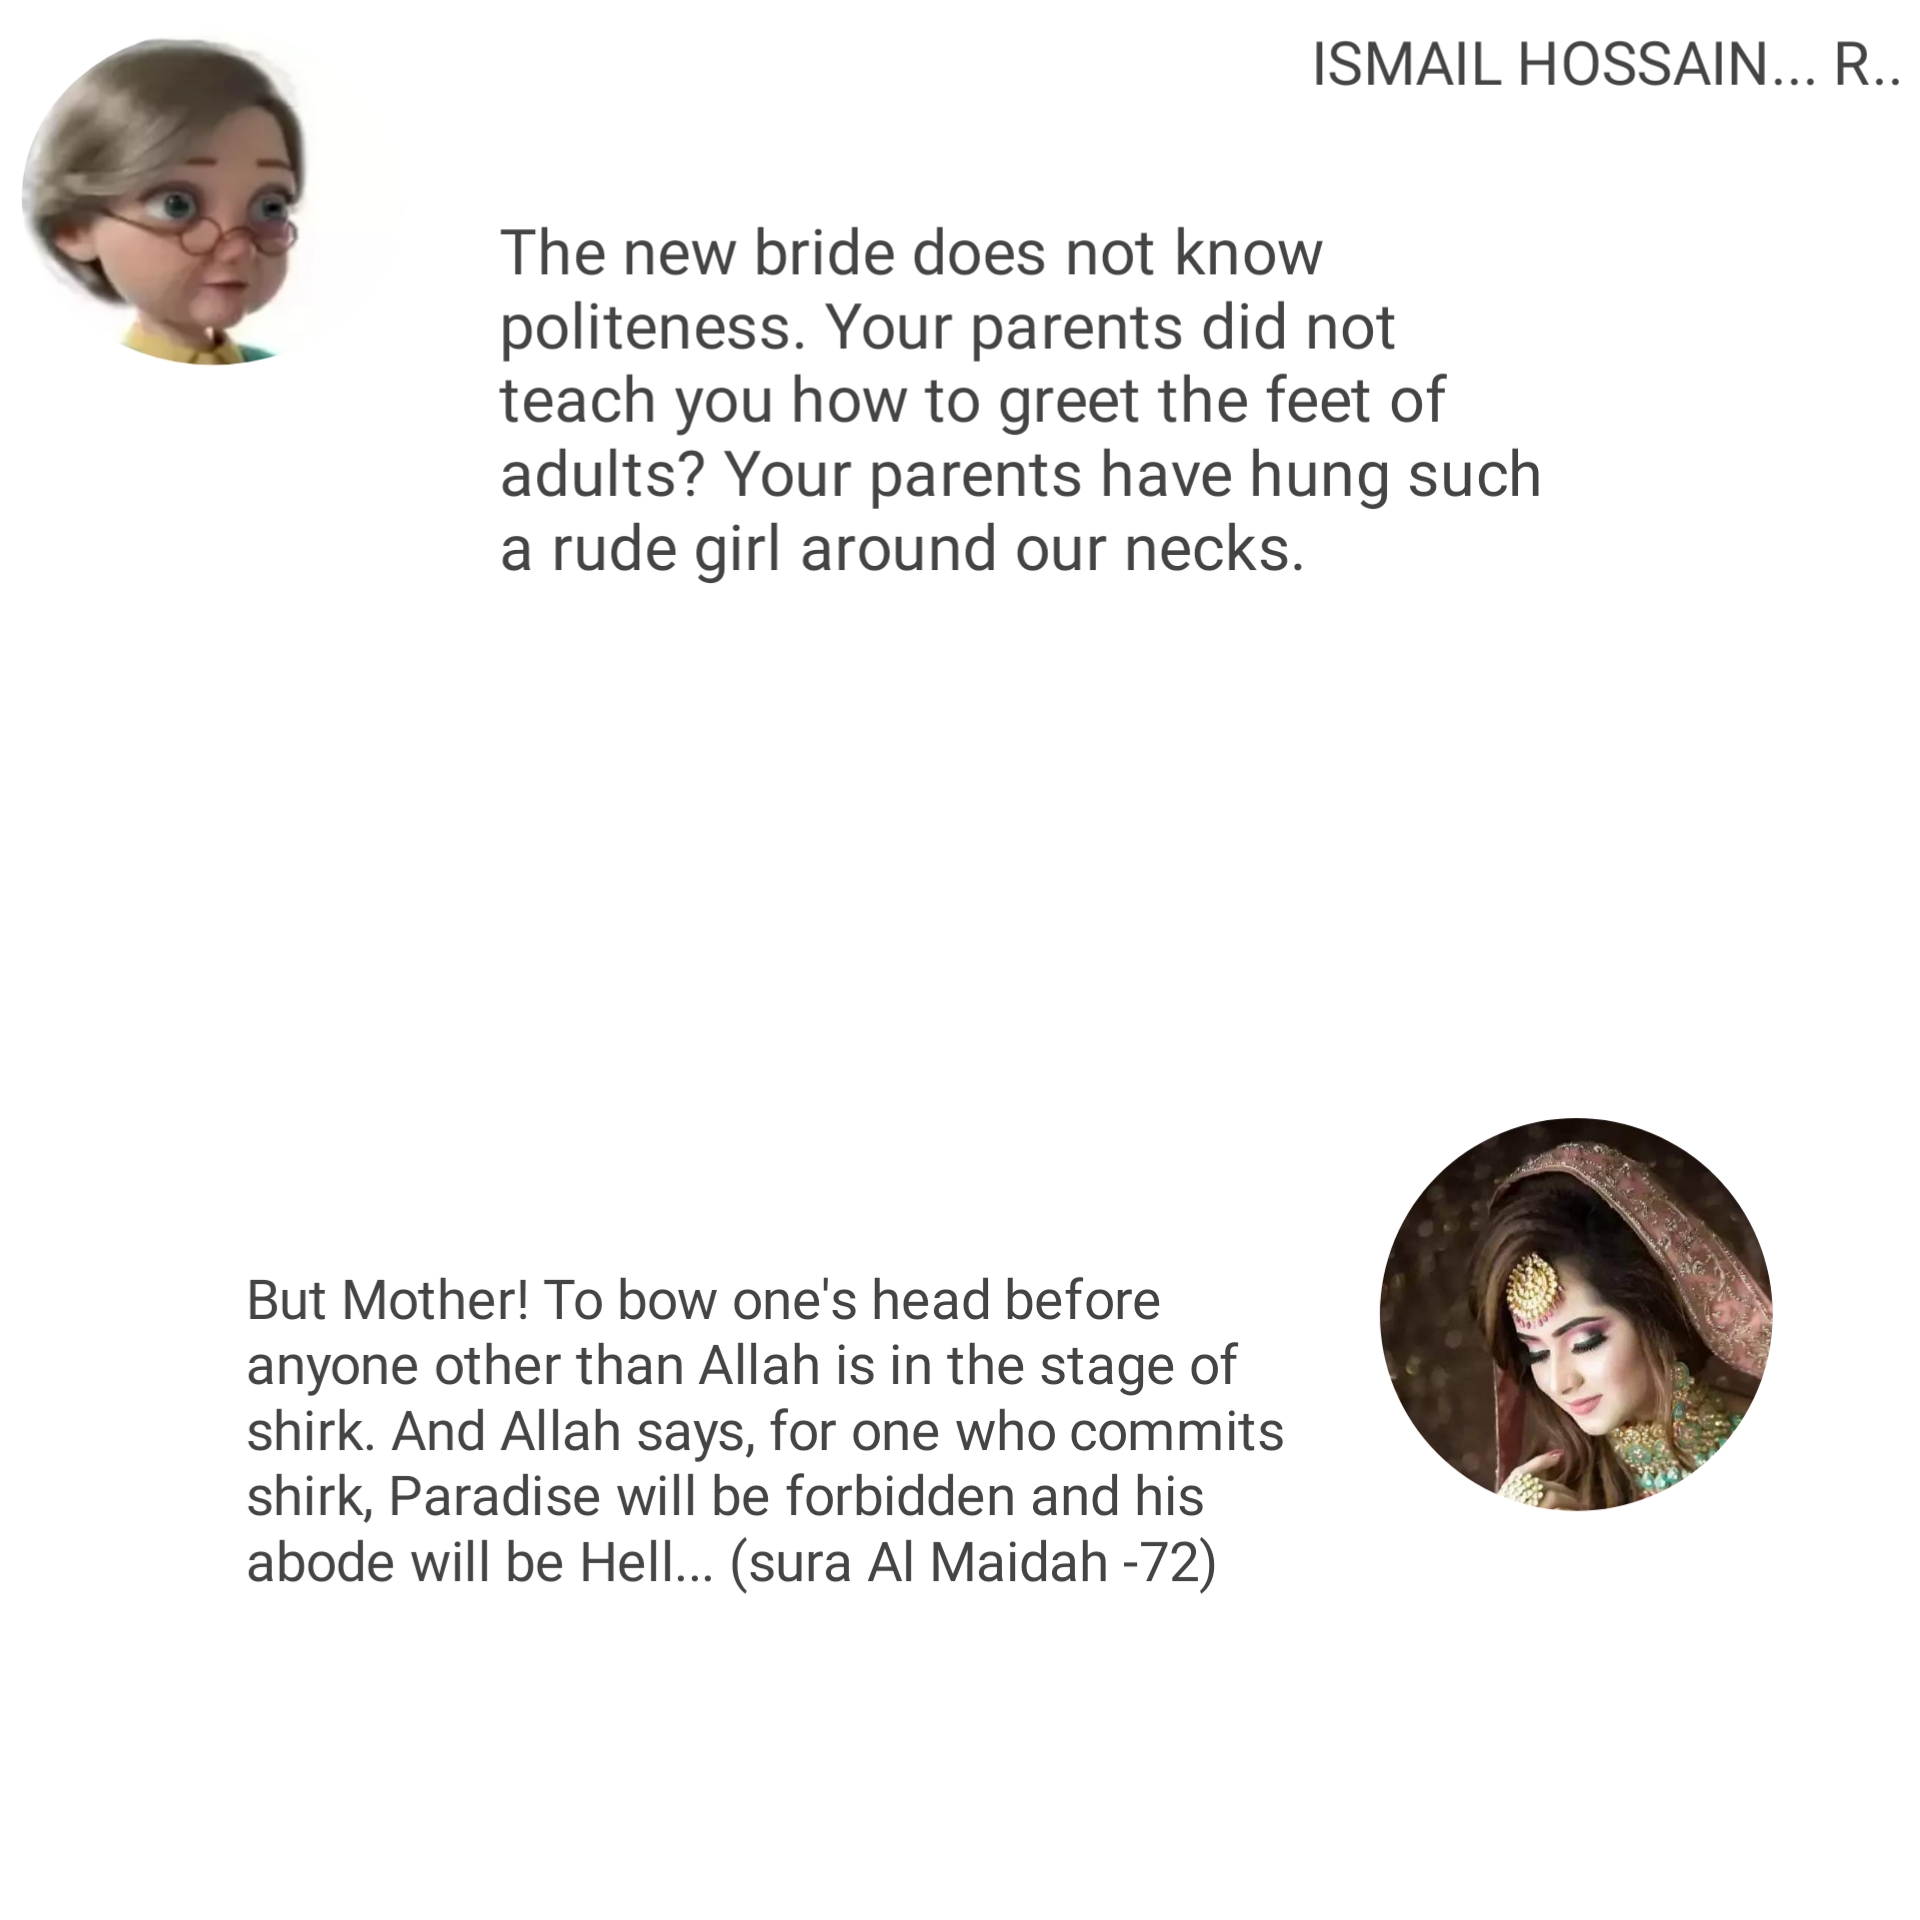 ISMAIL HOSSAIN... R..
The new bride does not know
politeness. Your parents did not
teach you how to greet the feet of
adults? Your parents have hung such
a rude girl around our necks.
But Mother! To bow one's head before
anyone other than Allah is in the stage of
shirk. And Allah says, for one who commits
shirk, Paradise will be forbidden and his
abode will be Hell... (sura Al Maidah -72)